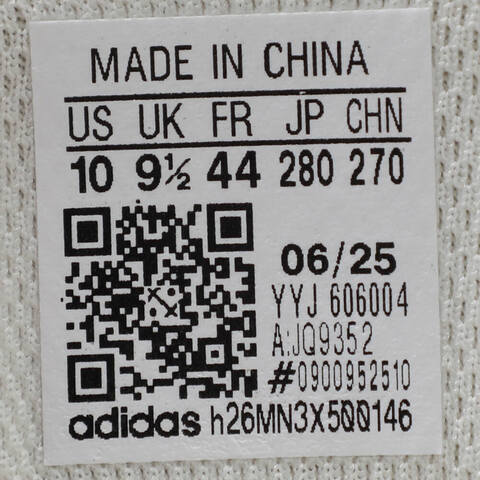 MADE IN CHINA
US UK FR JP CHN
10 9½ 44 280 270
06/25
YYJ 606004
A:JQ9352
#0900952510
adidas h26MN3X500146